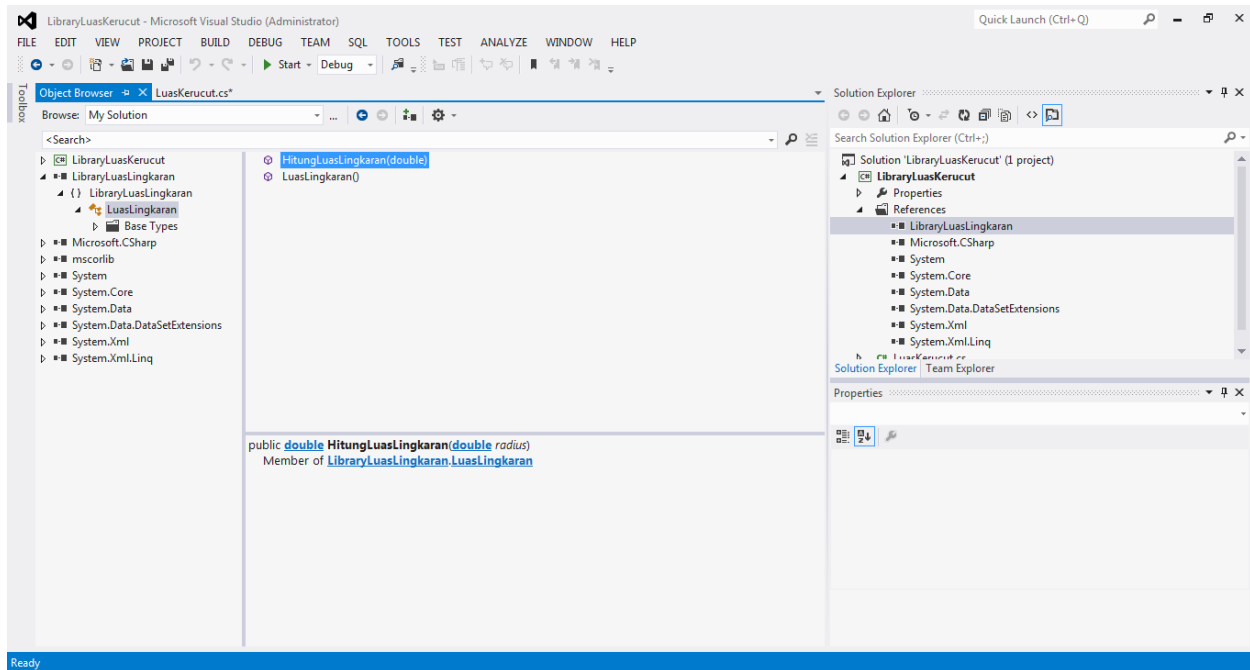 LibraryLuasKerucut - Microsoft Visual Studio (Administrator)
Quick Launch (Ctrl+Q)
FILE EDIT VIEW PROJECT BUILD DEBUG TEAM SQL TOOLS TEST ANALYZE WINDOW HELP
Start Debug
Toolbox
Object Browser LuasKerucut.cs*
Browse: My Solution ...
<Search>
LibraryLuasKerucut
LibraryLuasLingkaran
{} LibraryLuasLingkaran
LuasLingkaran
Base Types
Microsoft.CSharp
mscorlib
System
System.Core
System.Data
System.Data.DataSetExtensions
System.Xml
System.Xml.Linq
HitungLuasLingkaran(double)
LuasLingkaran()
public double HitungLuasLingkaran(double radius)
Member of LibraryLuasLingkaran.LuasLingkaran
Solution Explorer
Search Solution Explorer (Ctrl+;)
Solution 'LibraryLuasKerucut' (1 project)
C# LibraryLuasKerucut
Properties
References
LibraryLuasLingkaran
Microsoft.CSharp
System
System.Core
System.Data
System.Data.DataSetExtensions
System.Xml
System.Xml.Linq
LuasKerucut.cs
Solution Explorer Team Explorer
Properties
Ready